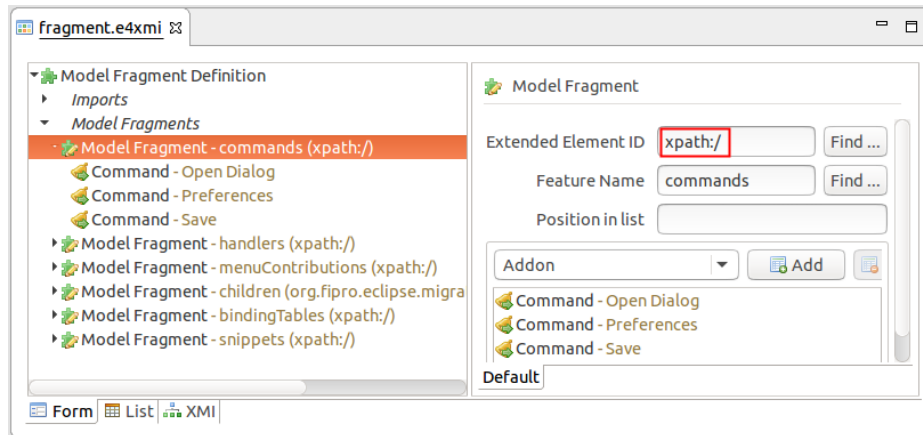 fragment.e4xmi
Model Fragment Definition
Imports
Model Fragments
Model Fragment - commands (xpath:/)
Command - Open Dialog
Command - Preferences
Command - Save
Model Fragment - handlers (xpath:/)
Model Fragment - menuContributions (xpath:/)
Model Fragment - children (org.fipro.eclipse.migra
Model Fragment - bindingTables (xpath:/)
Model Fragment - snippets (xpath:/)
Model Fragment
Extended Element ID xpath:/ Find ...
Feature Name commands Find ...
Position in list
Addon Add
Command - Open Dialog
Command - Preferences
Command - Save
Default
Form List XMI